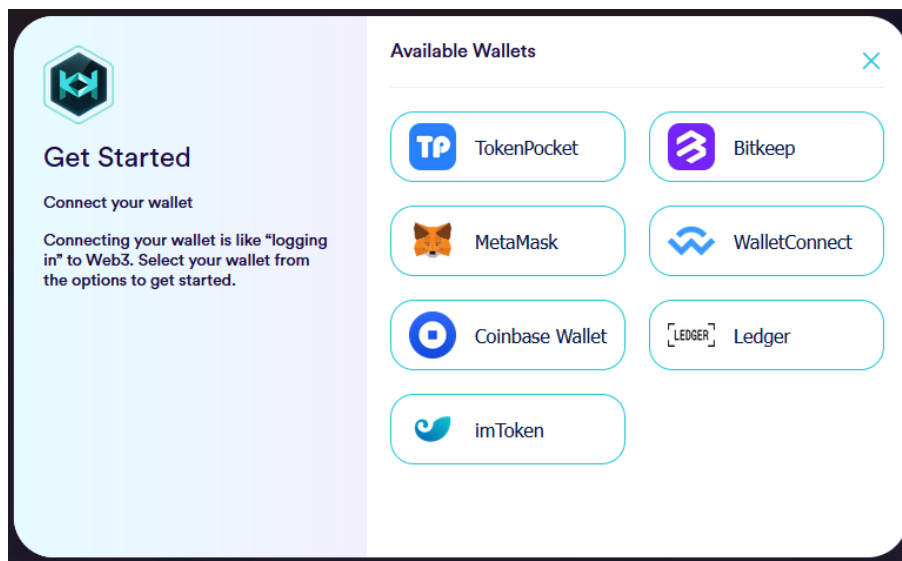 Get Started
Connect your wallet
Connecting your wallet is like “logging
in” to Web3. Select your wallet from
the options to get started.
Available Wallets
TP TokenPocket
Bitkeep
MetaMask
WalletConnect
Coinbase Wallet
LEDGER Ledger
imToken